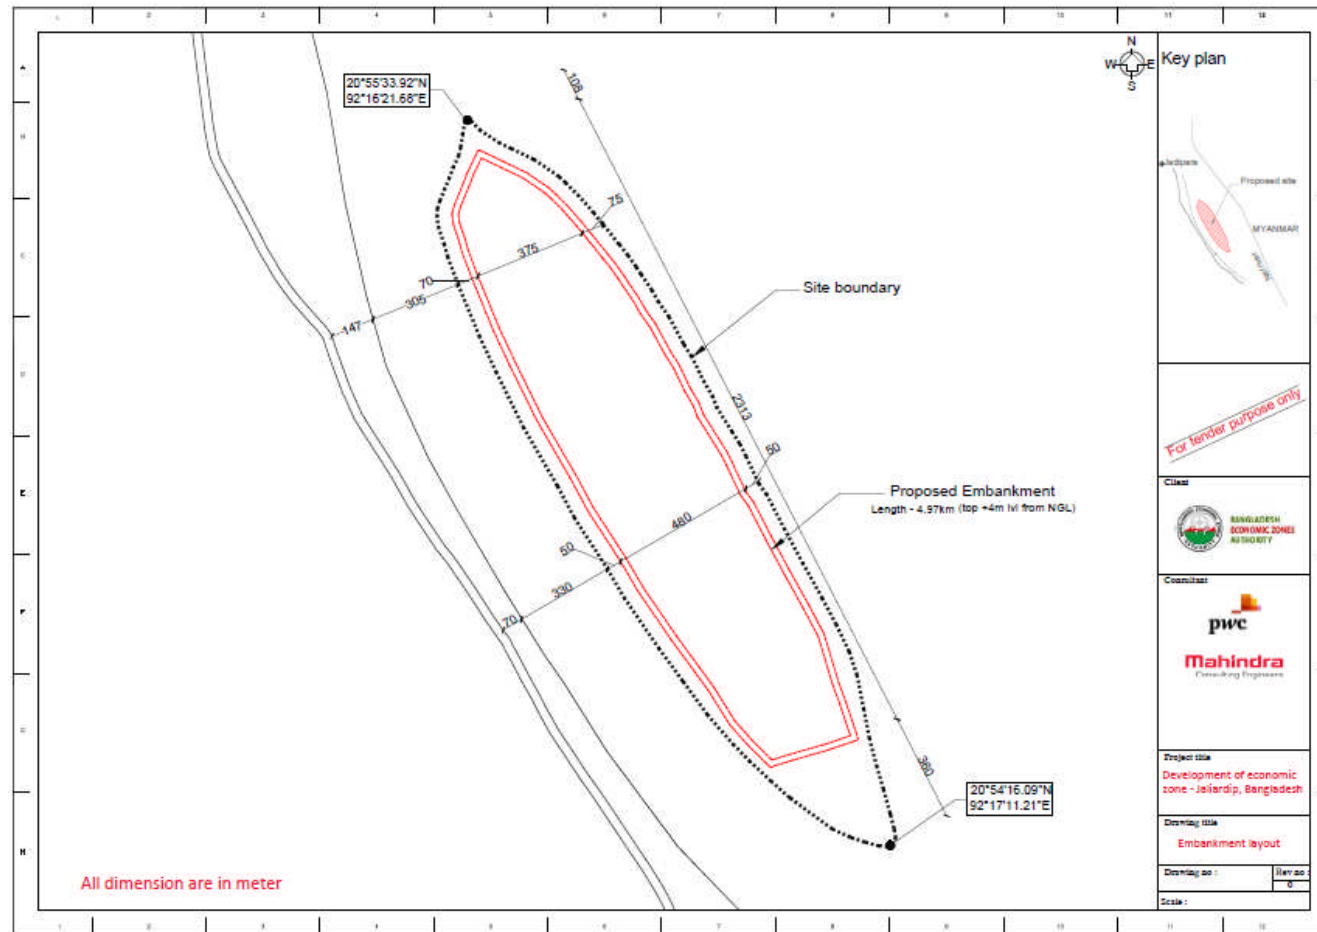 N
W E
S
Key plan
20°55'33.92"N
92°16'21.68"E
108
Jadipara
Proposed site
MYANMAR
75
375
70
305
147
Site boundary
2313
For tender purpose only
50
Proposed Embankment
Length - 4.97km (top +4m lvl from NGL)
480
50
330
70
Client
BANGLADESH
ECONOMIC ZONES
AUTHORITY
Consultant
pwc
Mahindra
Consulting Engineers
360
20°54'16.09"N
92°17'11.21"E
Project title
Development of economic
zone - Jaliardip, Bangladesh
Drawing title
Embankment layout
Drawing no :
Rev no :
0
Scale :
All dimension are in meter